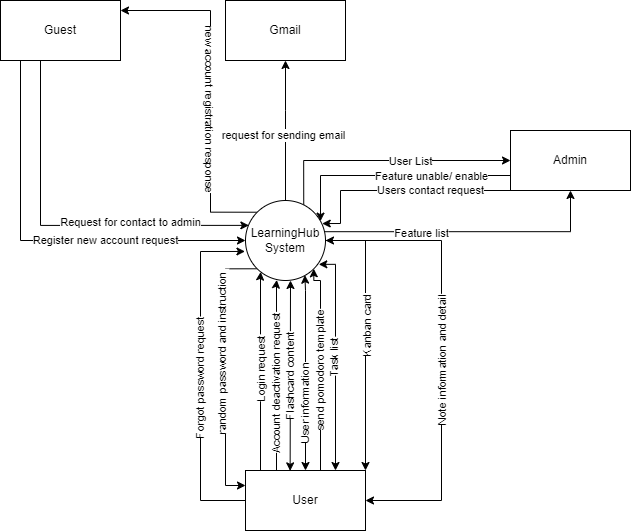 Guest
Gmail
new account registration response
request for sending email
User List
Admin
Feature unable/ enable
Users contact request
Request for contact to admin
LearningHub
System
Feature list
Register new account request
Forgot password request
random password and instruction
Login request
Account deactivation request
Flashcard content
User information
send pomodoro template
Task list
Kanban card
Note information and detail
User